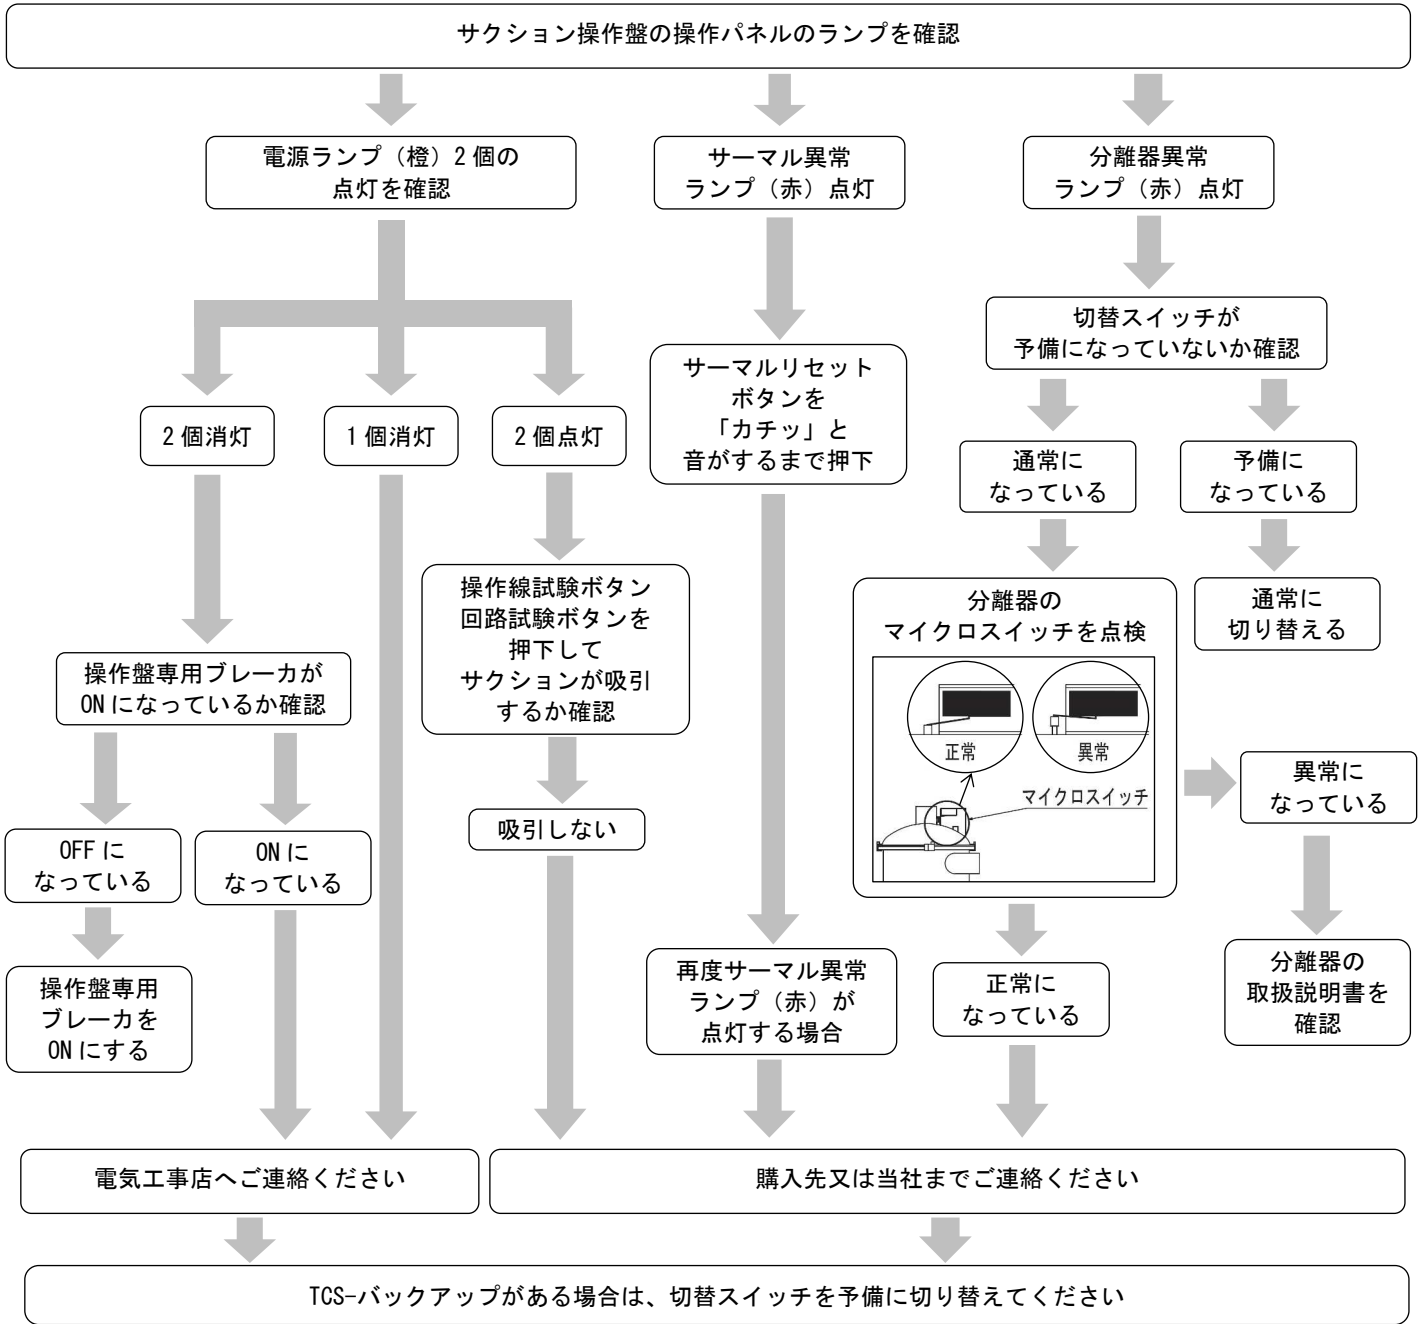 サクション操作盤の操作パネルのランプを確認
電源ランプ（橙）2個の
点灯を確認
サーマル異常
ランプ（赤）点灯
分離器異常
ランプ（赤）点灯
切替スイッチが
予備になっていないか確認
サーマルリセット
ボタンを
「カチッ」と
音がするまで押下
2個消灯
1個消灯
2個点灯
通常に
なっている
予備に
なっている
操作線試験ボタン
回路試験ボタンを
押下して
サクションが吸引
するか確認
分離器の
マイクロスイッチを点検
正常
異常
マイクロスイッチ
通常に
切り替える
操作盤専用ブレーカが
ONになっているか確認
異常に
なっている
吸引しない
OFFに
なっている
ONに
なっている
再度サーマル異常
ランプ（赤）が
点灯する場合
正常に
なっている
分離器の
取扱説明書を
確認
操作盤専用
ブレーカを
ONにする
電気工事店へご連絡ください
購入先又は当社までご連絡ください
TCS-バックアップがある場合は、切替スイッチを予備に切り替えてください